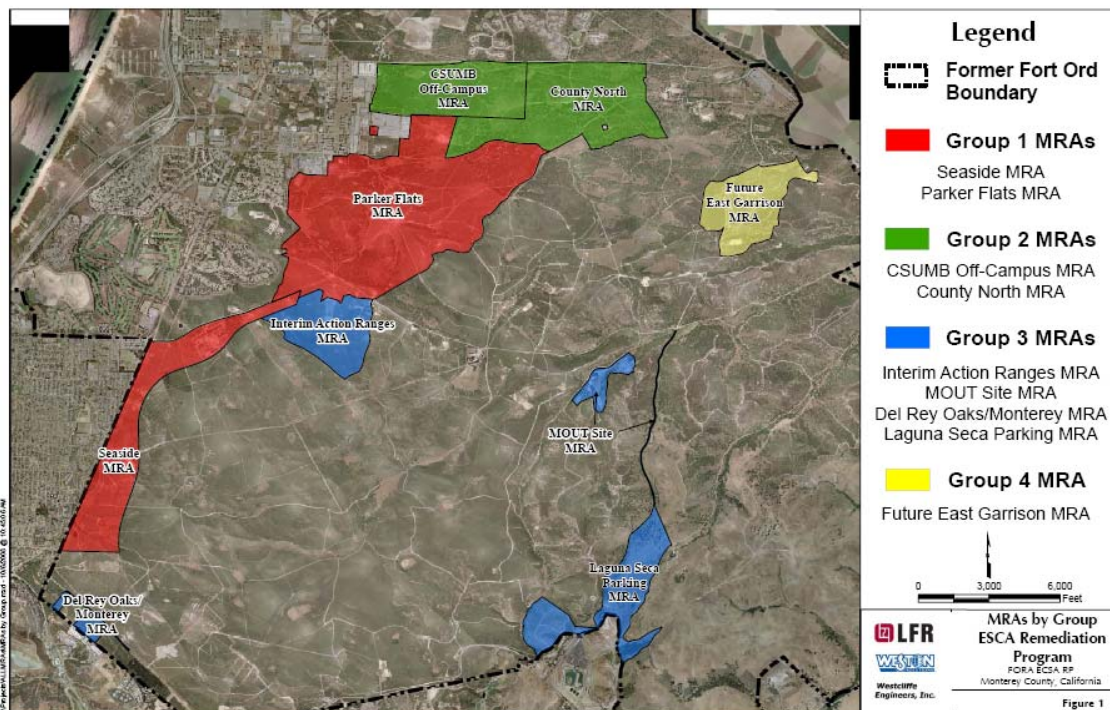 CSUMB
Off-Campus
MRA
County North
MRA
Parker Flats
MRA
Future
East Garrison
MRA
Interim Action Ranges
MRA
MOUT Site
MRA
Seaside
MRA
Laguna Seca
Parking
MRA
Del Rey Oaks/
Monterey
MRA
Legend
Former Fort Ord
Boundary
Group 1 MRAs
Seaside MRA
Parker Flats MRA
Group 2 MRAs
CSUMB Off-Campus MRA
County North MRA
Group 3 MRAs
Interim Action Ranges MRA
MOUT Site MRA
Del Rey Oaks/Monterey MRA
Laguna Seca Parking MRA
Group 4 MRA
Future East Garrison MRA
0 3,000 6,000
Feet
LFR
WESTON
Westcliffe
Engineers, Inc.
MRAs by Group
ESCA Remediation
Program
FORA ECSA RP
Monterey County, California
Figure 1